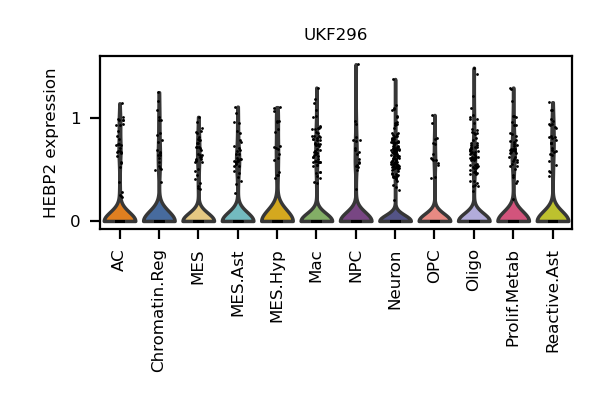 UKF296
HEBP2 expression
1
0
AC
Chromatin.Reg
MES
MES.Ast
MES.Hyp
Mac
NPC
Neuron
OPC
Oligo
Prolif.Metab
Reactive.Ast